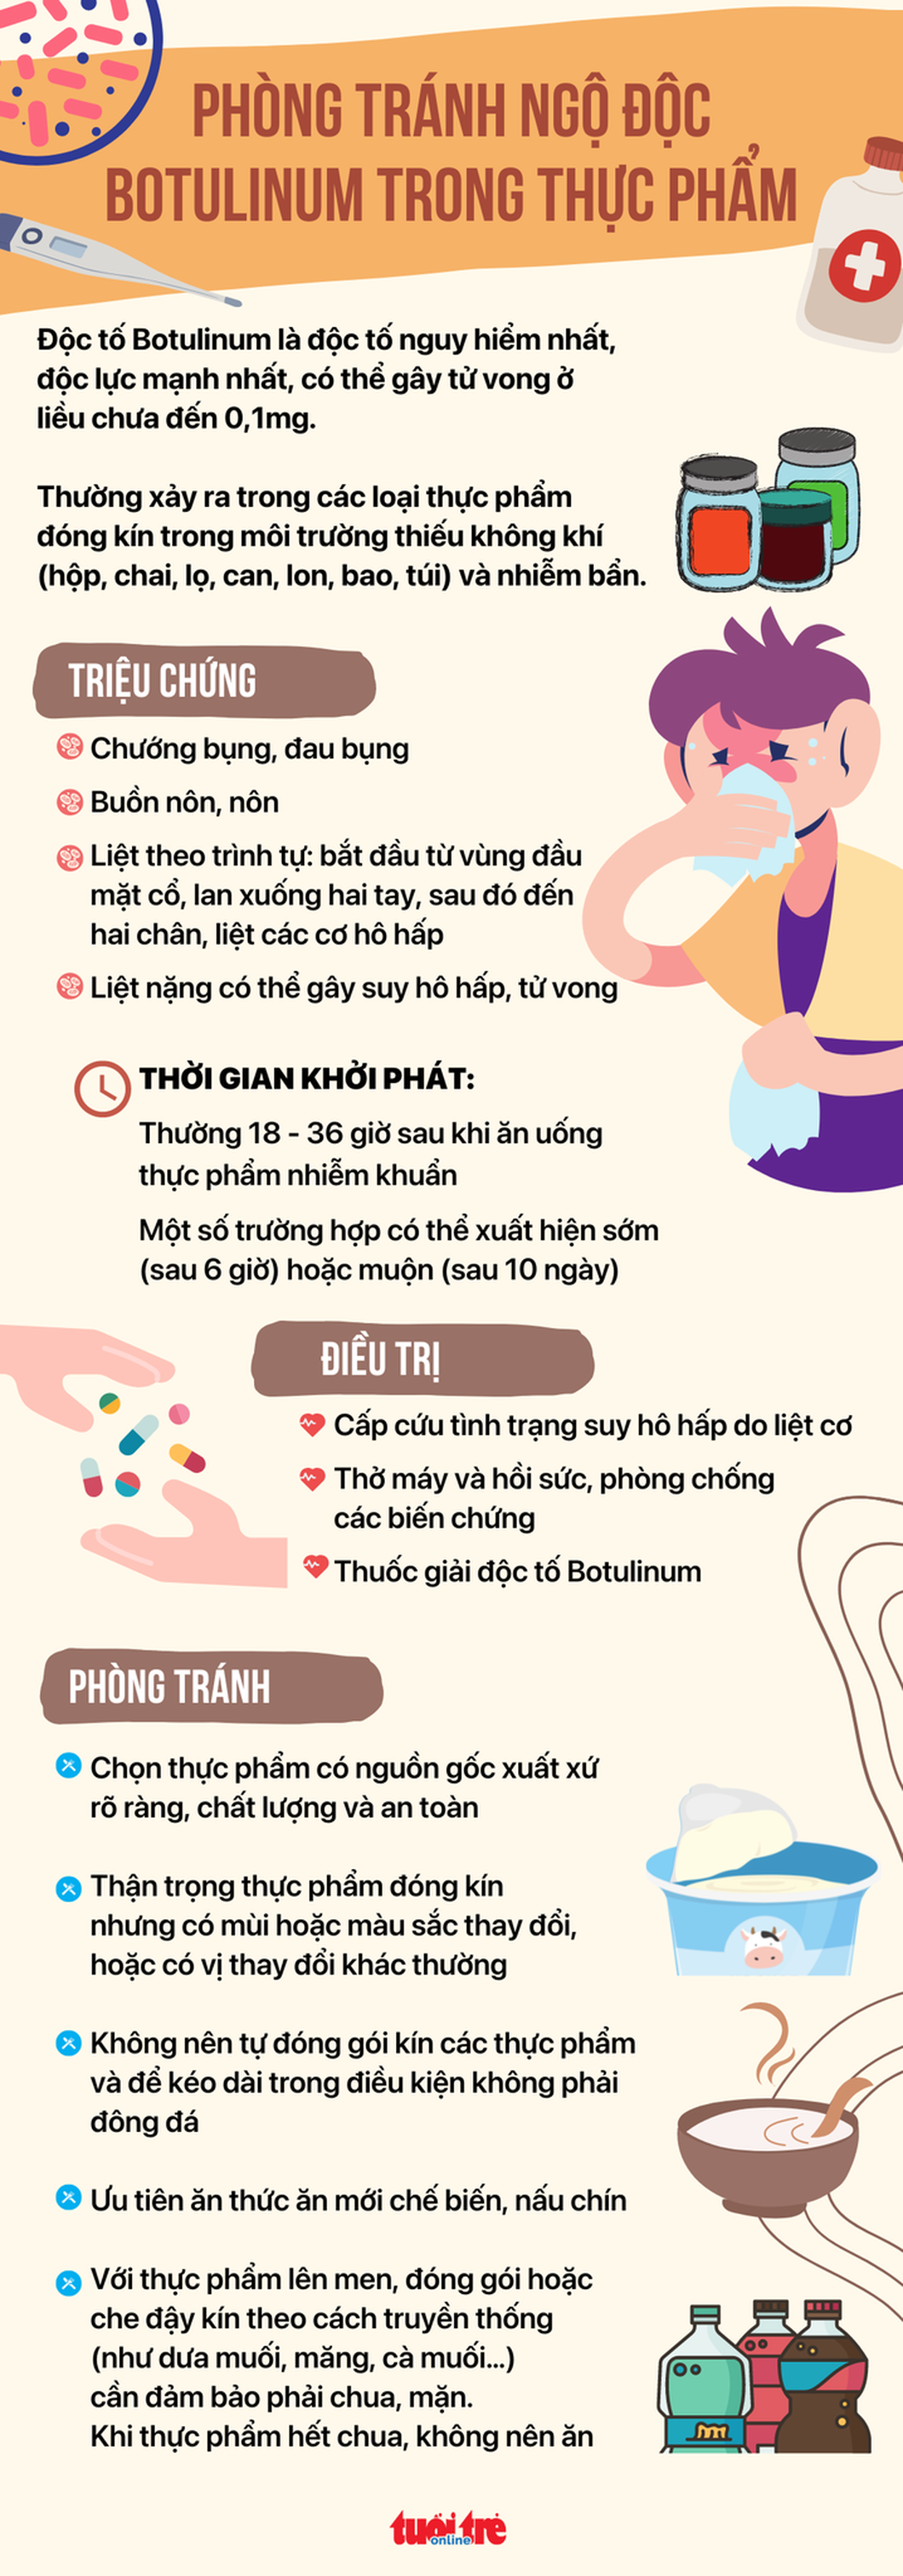 PHÒNG TRÁNH NGỘ ĐỘC
BOTULINUM TRONG THỰC PHẨM
Độc tố Botulinum là độc tố nguy hiểm nhất,
độc lực mạnh nhất, có thể gây tử vong ở
liều chưa đến 0,1mg.
Thường xảy ra trong các loại thực phẩm
đóng kín trong môi trường thiếu không khí
(hộp, chai, lọ, can, lon, bao, túi) và nhiễm bẩn.
TRIỆU CHỨNG
Chướng bụng, đau bụng
Buồn nôn, nôn
Liệt theo trình tự: bắt đầu từ vùng đầu
mặt cổ, lan xuống hai tay, sau đó đến
hai chân, liệt các cơ hô hấp
Liệt nặng có thể gây suy hô hấp, tử vong
THỜI GIAN KHỞI PHÁT:
Thường 18 - 36 giờ sau khi ăn uống
thực phẩm nhiễm khuẩn
Một số trường hợp có thể xuất hiện sớm
(sau 6 giờ) hoặc muộn (sau 10 ngày)
ĐIỀU TRỊ
Cấp cứu tình trạng suy hô hấp do liệt cơ
Thở máy và hồi sức, phòng chống
các biến chứng
Thuốc giải độc tố Botulinum
PHÒNG TRÁNH
Chọn thực phẩm có nguồn gốc xuất xứ
rõ ràng, chất lượng và an toàn
Thận trọng thực phẩm đóng kín
nhưng có mùi hoặc màu sắc thay đổi,
hoặc có vị thay đổi khác thường
Không nên tự đóng gói kín các thực phẩm
và để kéo dài trong điều kiện không phải
đông đá
Ưu tiên ăn thức ăn mới chế biến, nấu chín
Với thực phẩm lên men, đóng gói hoặc
che đậy kín theo cách truyền thống
(như dưa muối, măng, cà muối...)
cần đảm bảo phải chua, mặn.
Khi thực phẩm hết chua, không nên ăn
tuổi trẻ
online